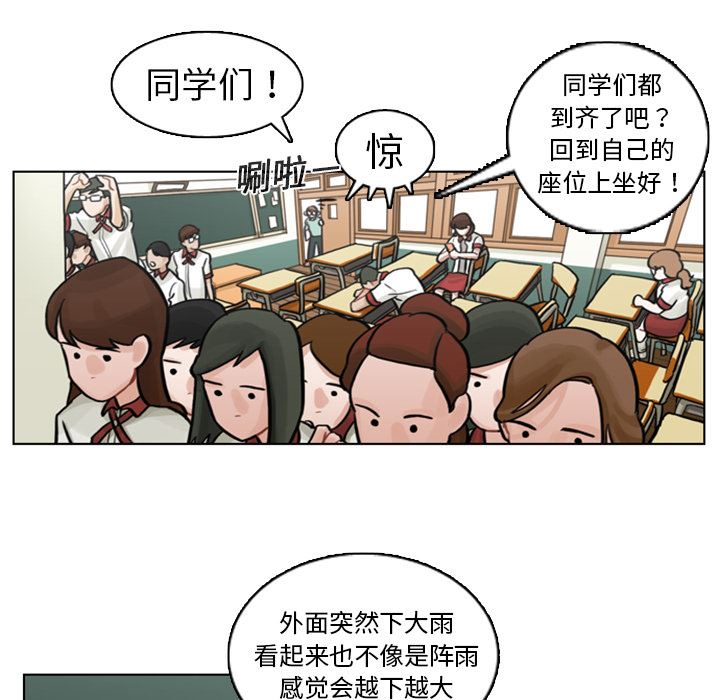 同学们！
唰啦一
惊
同学们都
到齐了吧？
回到自己的
座位上坐好！
外面突然下大雨
看起来也不像是阵雨
感觉会越下越大